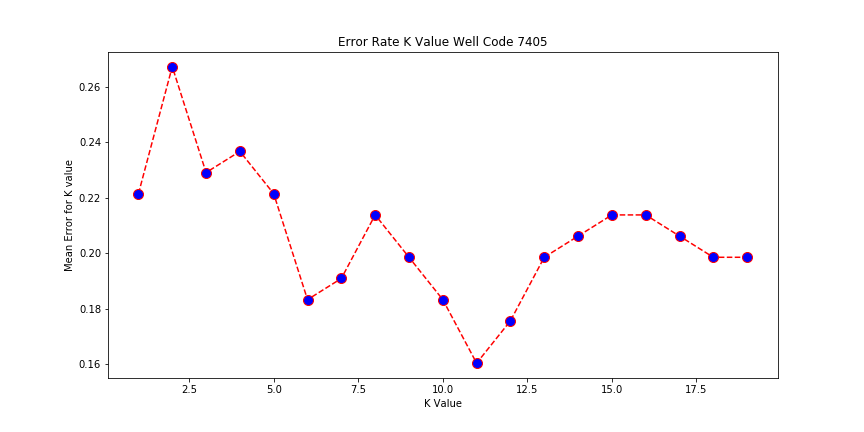 Error Rate K Value Well Code 7405
Mean Error for K value
0.26
0.24
0.22
0.20
0.18
0.16
2.5 5.0 7.5 10.0 12.5 15.0 17.5
K Value